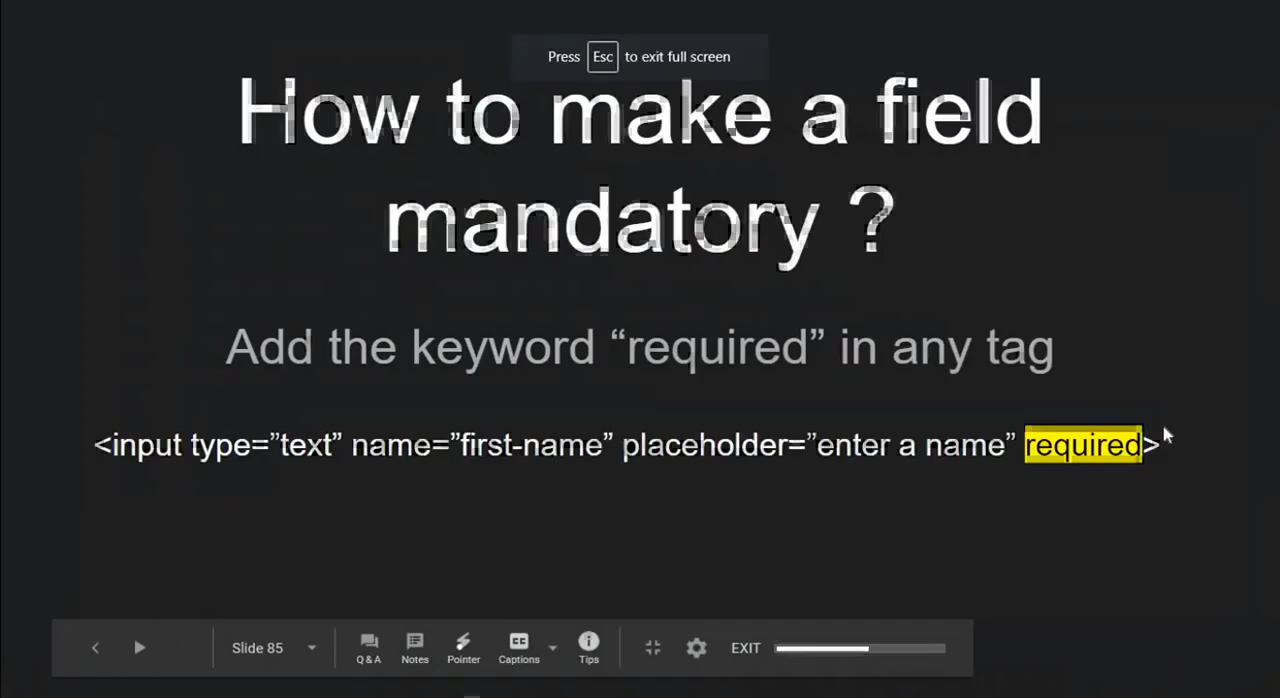 Press Esc to exit full screen
How to make a field
mandatory ?
Add the keyword “required” in any tag
<input type=”text” name=”first-name” placeholder=”enter a name” required>
Slide 85
Q & A
Notes
Pointer
CC
Captions
Tips
EXIT